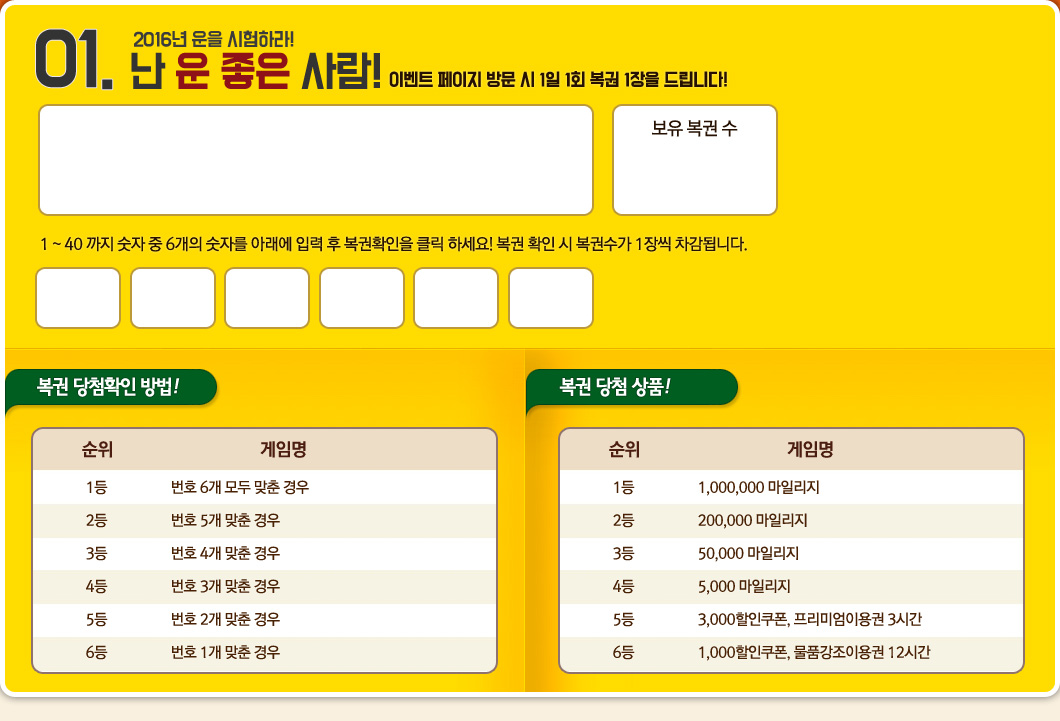 01.
2016년 운을 시험하라!
난 운 좋은 사람! 이벤트 페이지 방문 시 1일 1회 복권 1장을 드립니다!
보유 복권 수
1 ~ 40 까지 숫자 중 6개의 숫자를 아래에 입력 후 복권확인을 클릭 하세요! 복권 확인 시 복권수가 1장씩 차감됩니다.
복권 당첨확인 방법!
순위 게임명
1등 번호 6개 모두 맞춘 경우
2등 번호 5개 맞춘 경우
3등 번호 4개 맞춘 경우
4등 번호 3개 맞춘 경우
5등 번호 2개 맞춘 경우
6등 번호 1개 맞춘 경우
복권 당첨 상품!
순위 게임명
1등 1,000,000 마일리지
2등 200,000 마일리지
3등 50,000 마일리지
4등 5,000 마일리지
5등 3,000할인쿠폰, 프리미엄이용권 3시간
6등 1,000할인쿠폰, 물품강조이용권 12시간